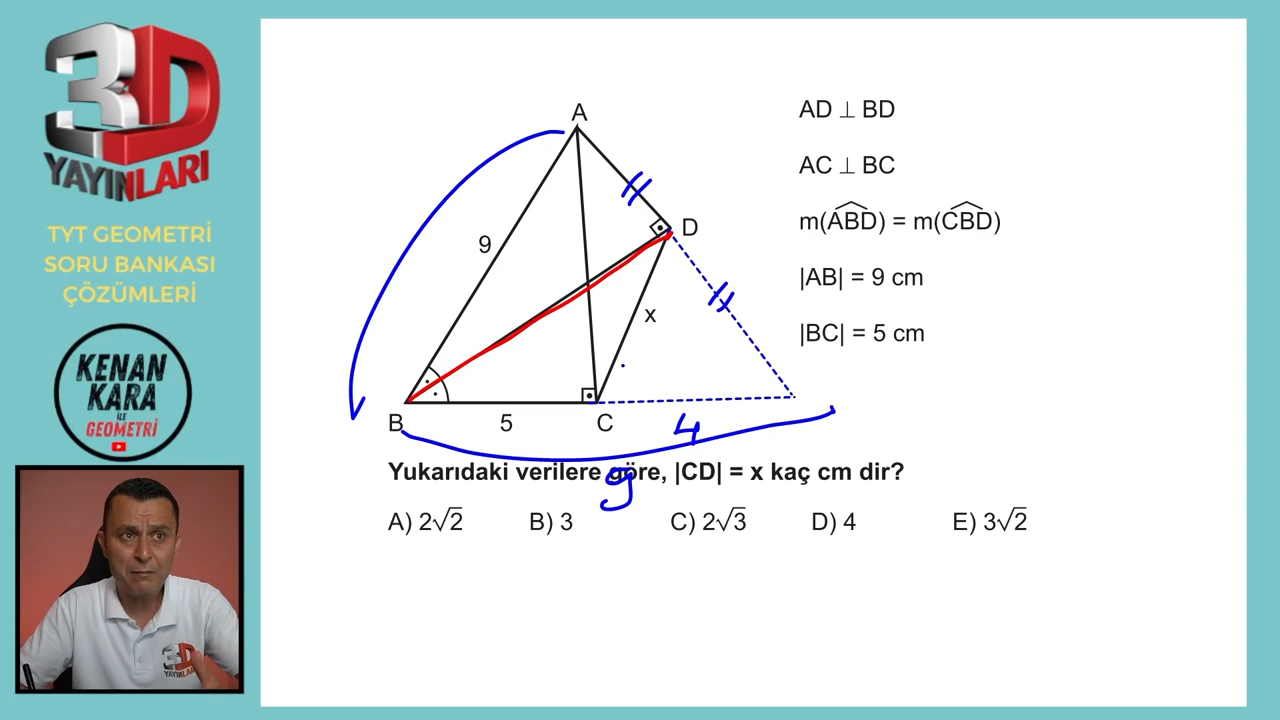 3D
YAYINLARI
TYT GEOMETRİ
SORU BANKASI
ÇÖZÜMLERİ
KENAN
KARA
İLE
GEOMETRİ
3D
YAYINLARI
A
9
D
x
B
5
C
4
9
AD ⊥ BD
AC ⊥ BC
m(ABD) = m(CBD)
|AB| = 9 cm
|BC| = 5 cm
Yukarıdaki verilere göre, |CD| = x kaç cm dir?
A) 2√2 B) 3 C) 2√3 D) 4 E) 3√2